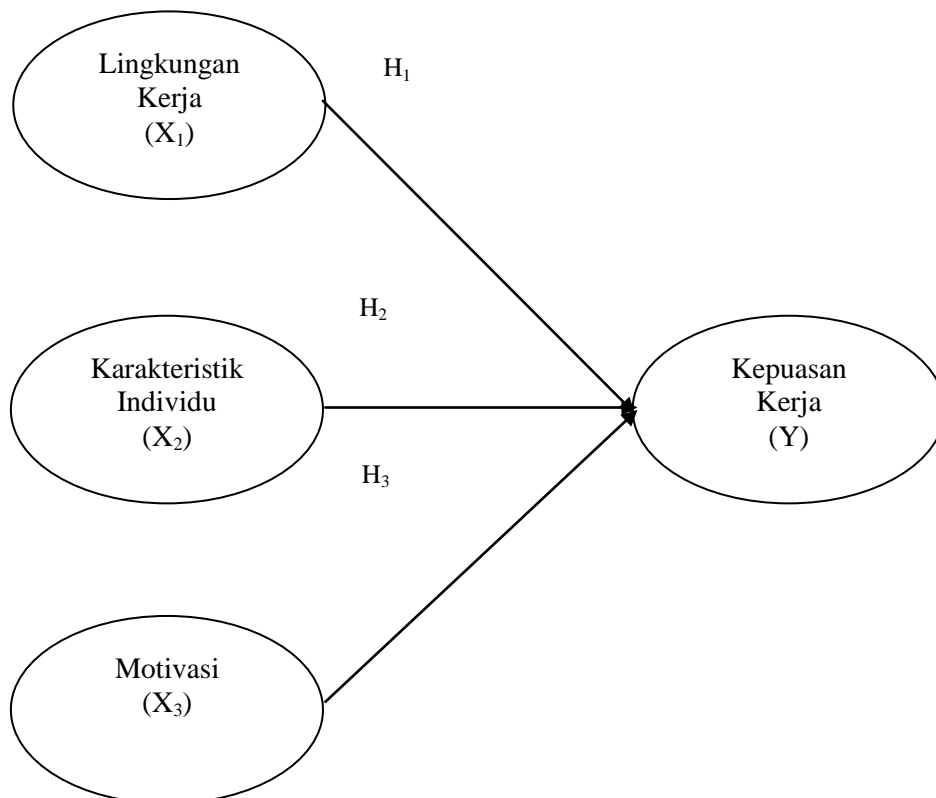 Lingkungan
Kerja
(X₁)
H₁
H₂
Karakteristik
Individu
(X₂)
Kepuasan
Kerja
(Y)
H₃
Motivasi
(X₃)